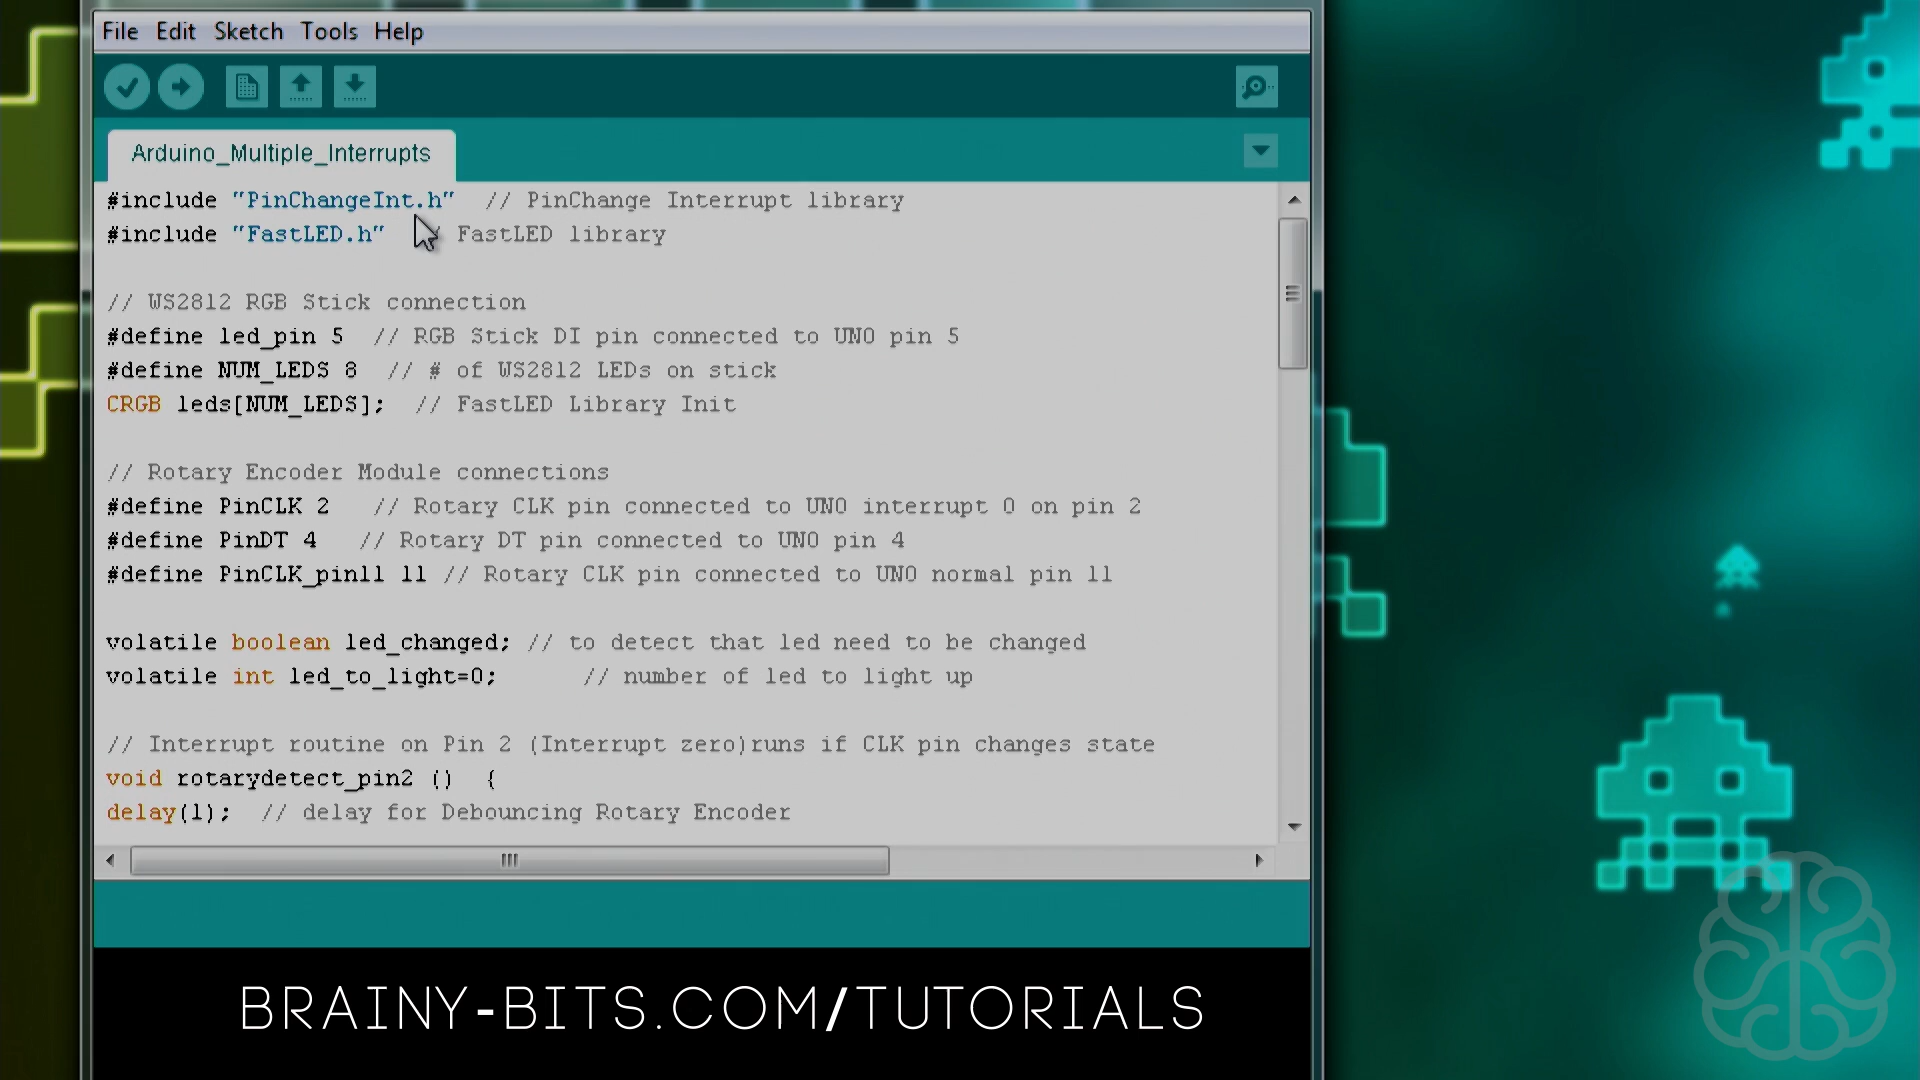 File Edit Sketch Tools Help
Arduino_Multiple_Interrupts
#include "PinChangeInt.h"  // PinChange Interrupt library
#include "FastLED.h"  / FastLED library
// WS2812 RGB Stick connection
#define led_pin 5  // RGB Stick DI pin connected to UNO pin 5
#define NUM_LEDS 8  // # of WS2812 LEDs on stick
CRGB leds[NUM_LEDS];  // FastLED Library Init
// Rotary Encoder Module connections
#define PinCLK 2   // Rotary CLK pin connected to UNO interrupt 0 on pin 2
#define PinDT 4   // Rotary DT pin connected to UNO pin 4
#define PinCLK_pin11 11 // Rotary CLK pin connected to UNO normal pin 11
volatile boolean led_changed; // to detect that led need to be changed
volatile int led_to_light=0;      // number of led to light up
// Interrupt routine on Pin 2 (Interrupt zero)runs if CLK pin changes state
void rotarydetect_pin2 ()  {
delay(1);  // delay for Debouncing Rotary Encoder
BRAINY-BITS.COM/TUTORIALS